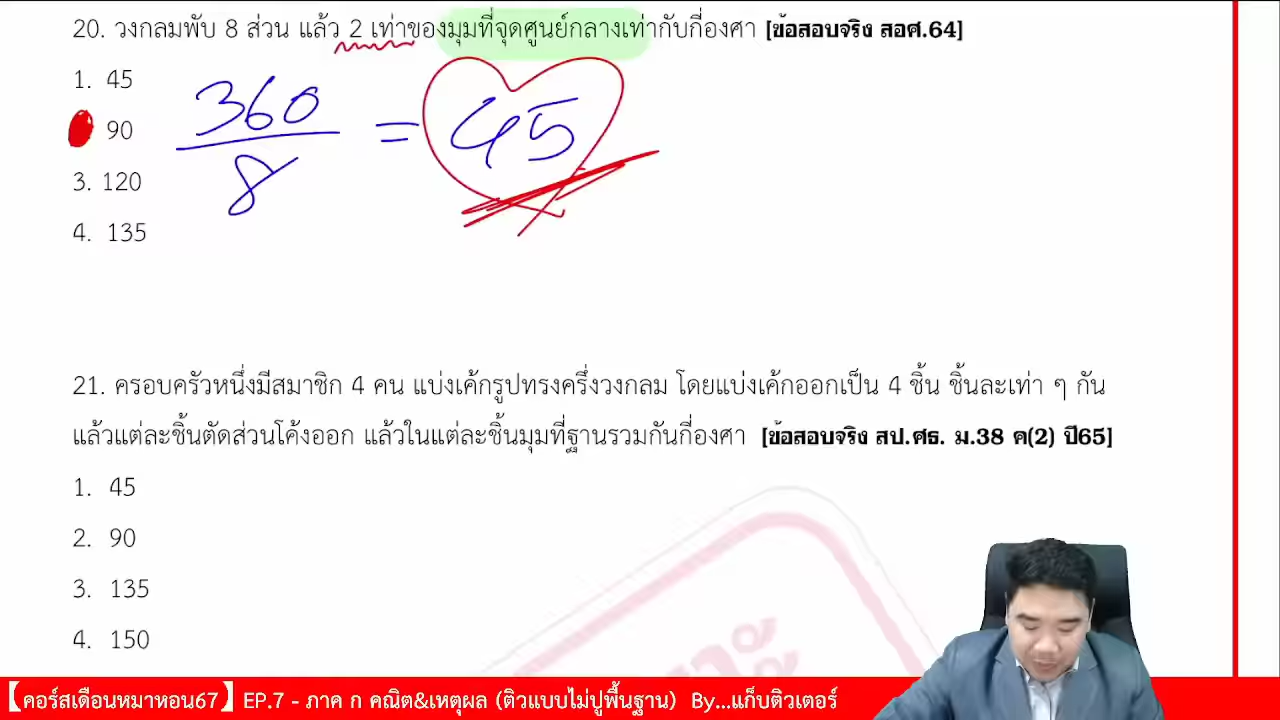 20. วงกลมพับ 8 ส่วน แล้ว 2 เท่าของมุมที่จุดศูนย์กลางเท่ากับกี่องศา [ข้อสอบจริง สอศ.64]
1. 45
90
3. 120
4. 135
360
8
= 45
21. ครอบครัวหนึ่งมีสมาชิก 4 คน แบ่งเค้กรูปทรงครึ่งวงกลม โดยแบ่งเค้กออกเป็น 4 ชิ้น ชิ้นละเท่า ๆ กัน
แล้วแต่ละชิ้นตัดส่วนโค้งออก แล้วในแต่ละชิ้นมุมที่ฐานรวมกันกี่องศา [ข้อสอบจริง สป.ศธ. ม.38 ค(2) ปี65]
1. 45
2. 90
3. 135
4. 150
【คอร์สเดือนหมาหอน67】 EP.7 - ภาค ก คณิต&เหตุผล (ติวแบบไม่ปูพื้นฐาน) By...แก็บติวเตอร์